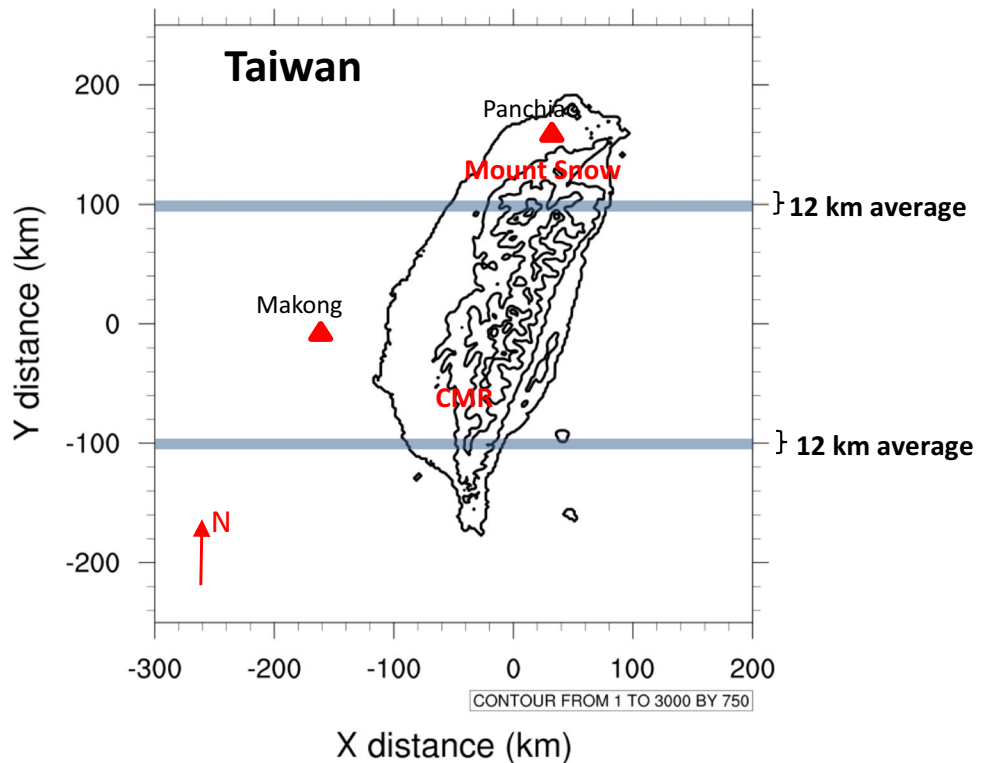 Taiwan
200
Panchiao
Mount Snow
100
12 km average
Y distance (km)
Makong
0
CMR
-100
12 km average
N
-200
-300
-200
-100
0
100
200
CONTOUR FROM 1 TO 3000 BY 750
X distance (km)